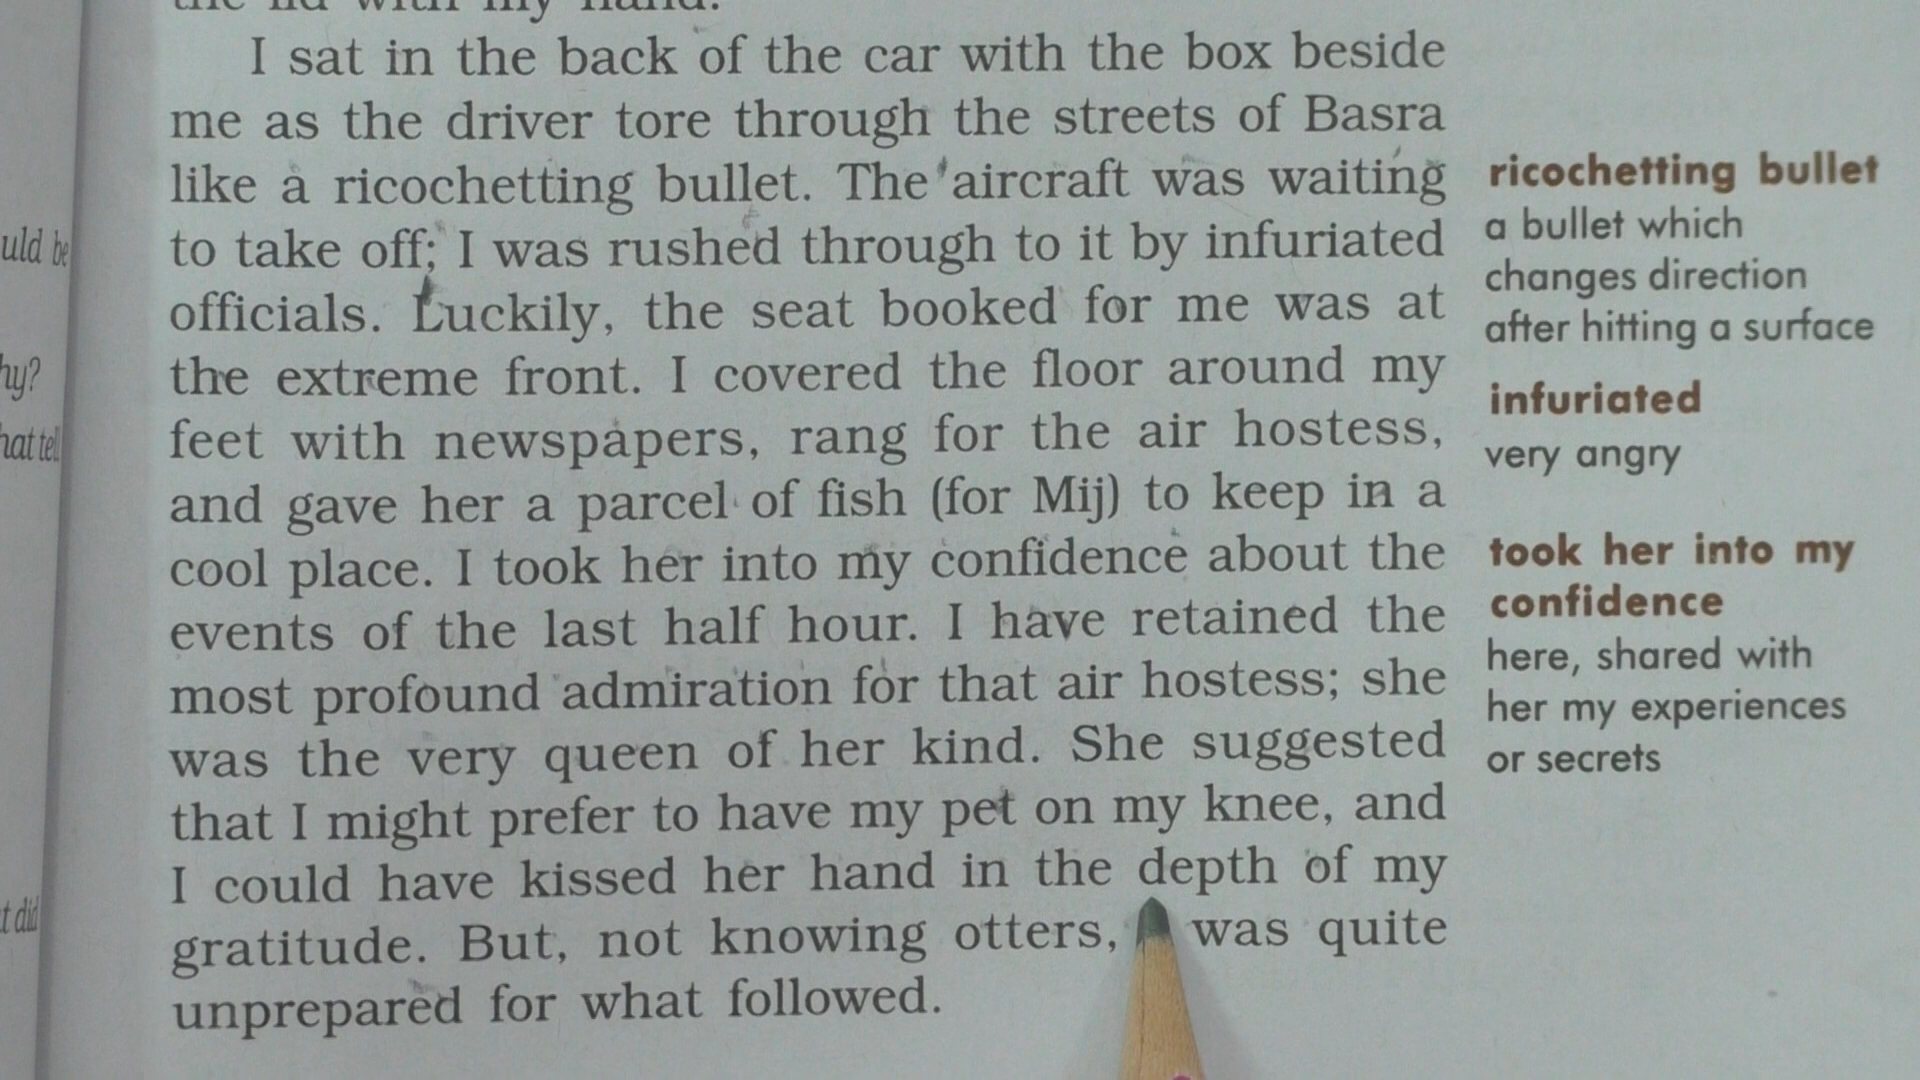 I sat in the back of the car with the box beside
me as the driver tore through the streets of Basra
like a ricochetting bullet. The aircraft was waiting
to take off; I was rushed through to it by infuriated
officials. Luckily, the seat booked for me was at
the extreme front. I covered the floor around my
feet with newspapers, rang for the air hostess,
and gave her a parcel of fish (for Mij) to keep in a
cool place. I took her into my confidence about the
events of the last half hour. I have retained the
most profound admiration for that air hostess; she
was the very queen of her kind. She suggested
that I might prefer to have my pet on my knee, and
I could have kissed her hand in the depth of my
gratitude. But, not knowing otters, was quite
unprepared for what followed.
ricochetting bullet
a bullet which
changes direction
after hitting a surface
infuriated
very angry
took her into my
confidence
here, shared with
her my experiences
or secrets